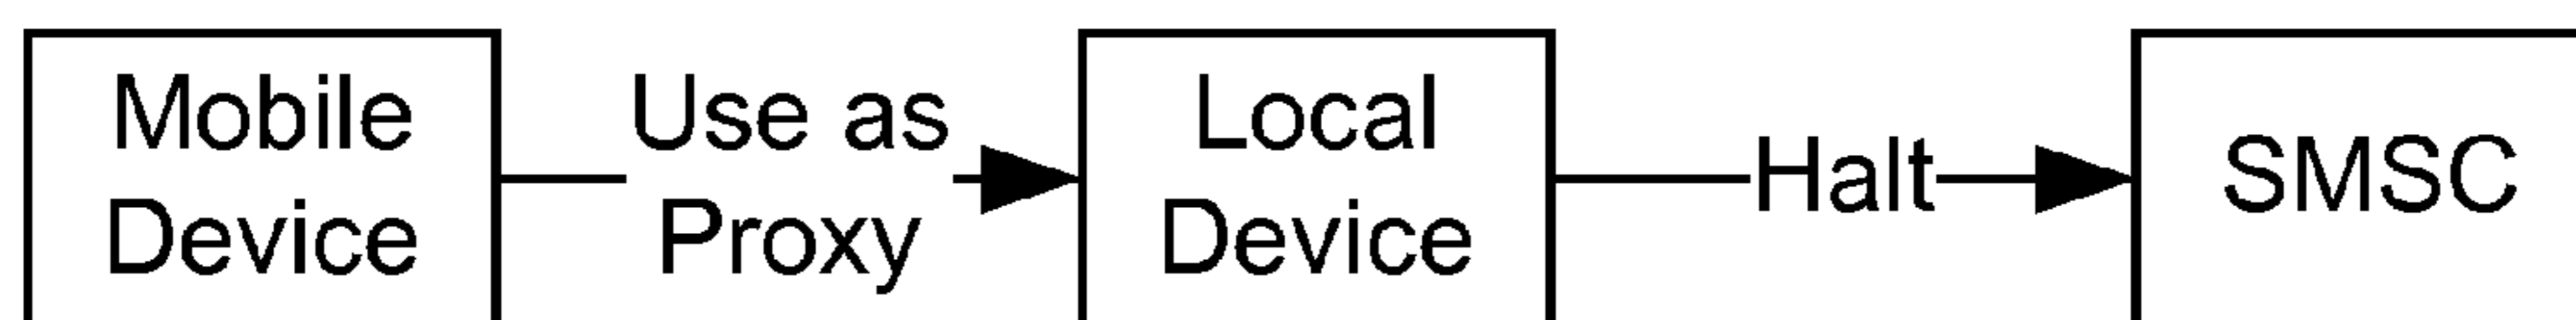 Mobile
Device
Use as
Proxy
Local
Device
Halt
SMSC